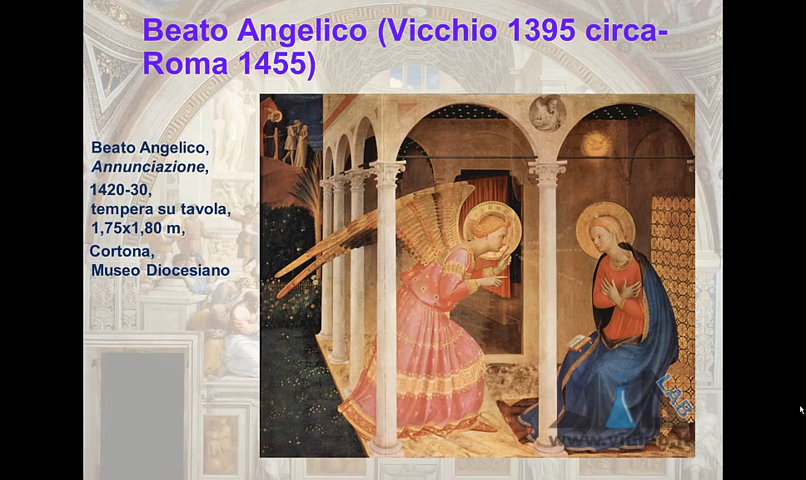 Beato Angelico (Vicchio 1395 circa-
Roma 1455)
Beato Angelico,
Annunciazione,
1420-30,
tempera su tavola,
1,75x1,80 m,
Cortona,
Museo Diocesiano
LAB